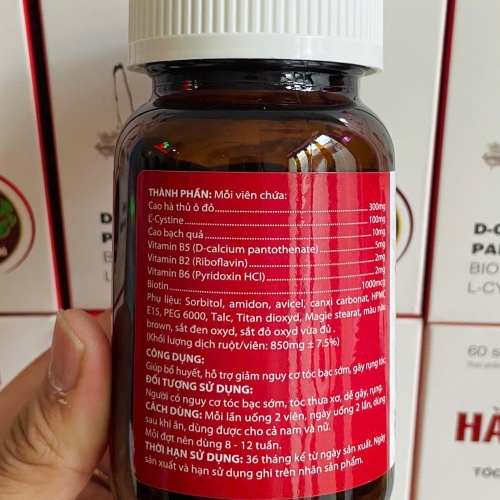 THÀNH PHẦN: Mỗi viên chứa:
Cao hà thủ ô đỏ 300mg
L-Cystine 100mg
Cao bạch quả 10mg
Vitamin B5 (D-calcium pantothenate) 5mg
Vitamin B2 (Riboflavin) 2mg
Vitamin B6 (Pyridoxin HCl) 2mg
Biotin 1000mcg
Phụ liệu: Sorbitol, amidon, avicel, canxi carbonat, HPMC
E15, PEG 6000, Talc, Titan dioxyd, Magie stearat, màu nâu
brown, sắt đen oxyd, sắt đỏ oxyd vừa đủ.
(Khối lượng dịch ruột/viên: 850mg ± 7.5%)
CÔNG DỤNG:
Giúp bổ huyết, hỗ trợ giảm nguy cơ tóc bạc sớm, gãy rụng tóc.
ĐỐI TƯỢNG SỬ DỤNG:
Người có nguy cơ tóc bạc sớm, tóc thưa xơ, dễ gãy, rụng.
CÁCH DÙNG: Mỗi lần uống 2 viên, ngày uống 2 lần, dùng
sau khi ăn, dùng được cho cả nam và nữ.
Mỗi đợt nên dùng 8 - 12 tuần.
THỜI HẠN SỬ DỤNG: 36 tháng kể từ ngày sản xuất. Ngày
sản xuất và hạn sử dụng ghi trên nhãn sản phẩm.
D-C
PA
BIO
L-CY
D-C
PAN
BIOT
L-CY
60
HÀ
TÓC